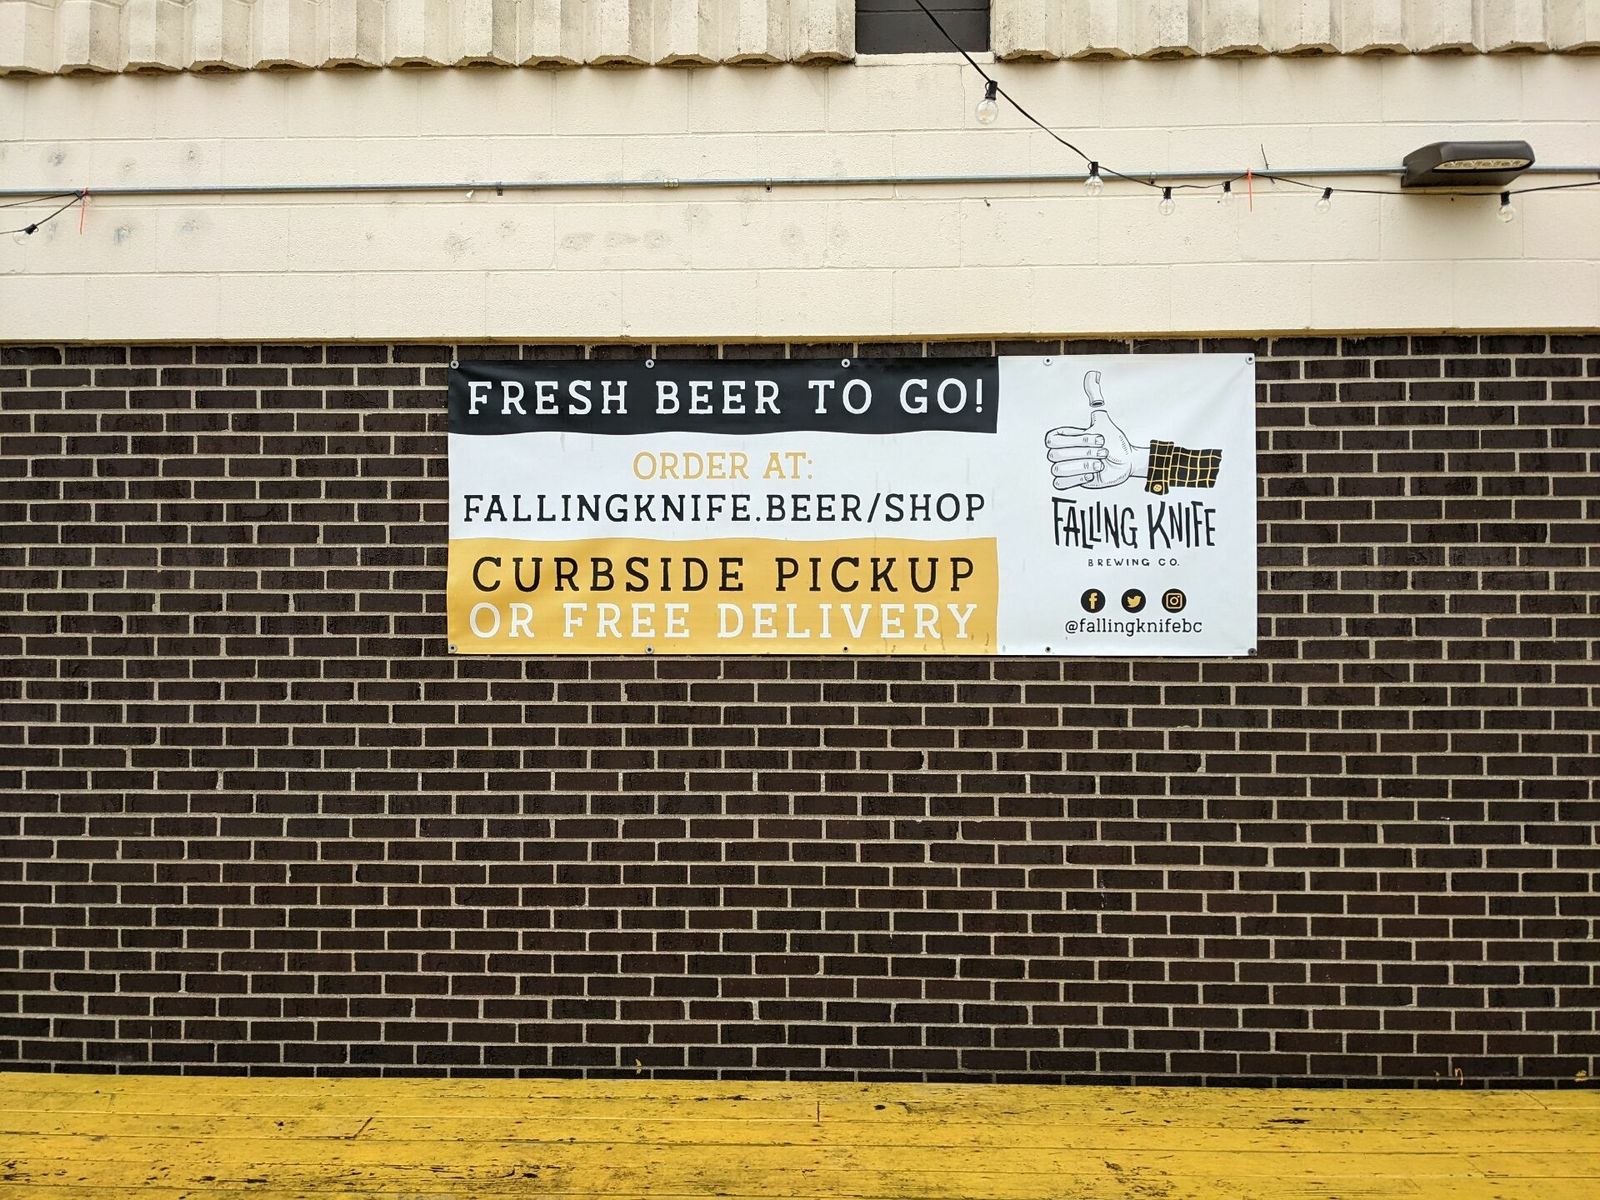 FRESH BEER TO GO!
ORDER AT:
FALLINGKNIFE.BEER/SHOP
CURBSIDE PICKUP
OR FREE DELIVERY
FALLING KNIFE
BREWING CO.
@fallingknifebc